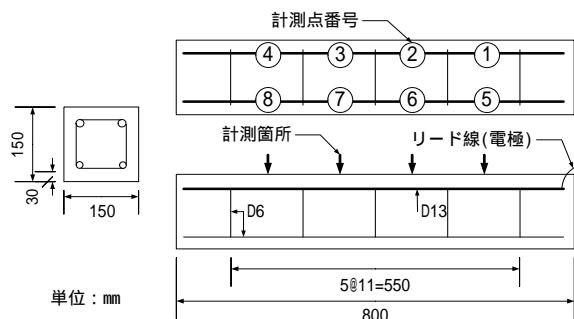 計測点番号
④ ③ ② ①
⑧ ⑦ ⑥ ⑤
計測箇所
リード線(電極)
150
30
150
D6
D13
5@11=550
単位：mm
800